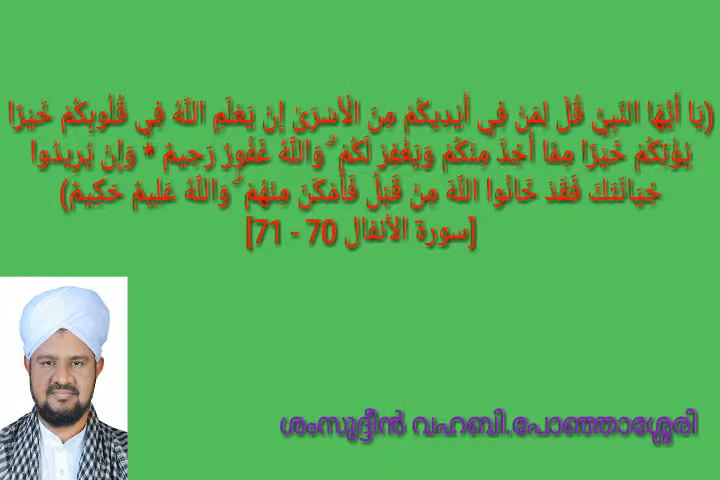 (يَا أَيُّهَا النَّبِيُّ قُلْ لِمَنْ فِي أَيْدِيكُمْ مِنَ الْأَسْرَىٰ إِنْ يَعْلَمِ اللَّهُ فِي قُلُوبِكُمْ خَيْرًا
يُؤْتِكُمْ خَيْرًا مِمَّا أُخِذَ مِنْكُمْ وَيَغْفِرْ لَكُمْ ۗ وَاللَّهُ غَفُورٌ رَحِيمٌ * وَإِنْ يُرِيدُوا
خِيَانَتَكَ فَقَدْ خَانُوا اللَّهَ مِنْ قَبْلُ فَأَمْكَنَ مِنْهُمْ ۗ وَاللَّهُ عَلِيمٌ حَكِيمٌ)
[سورة الأنفال 70 - 71]
ശംസുദ്ദീൻ വഹബി.പോഞ്ഞാശ്ശേരി